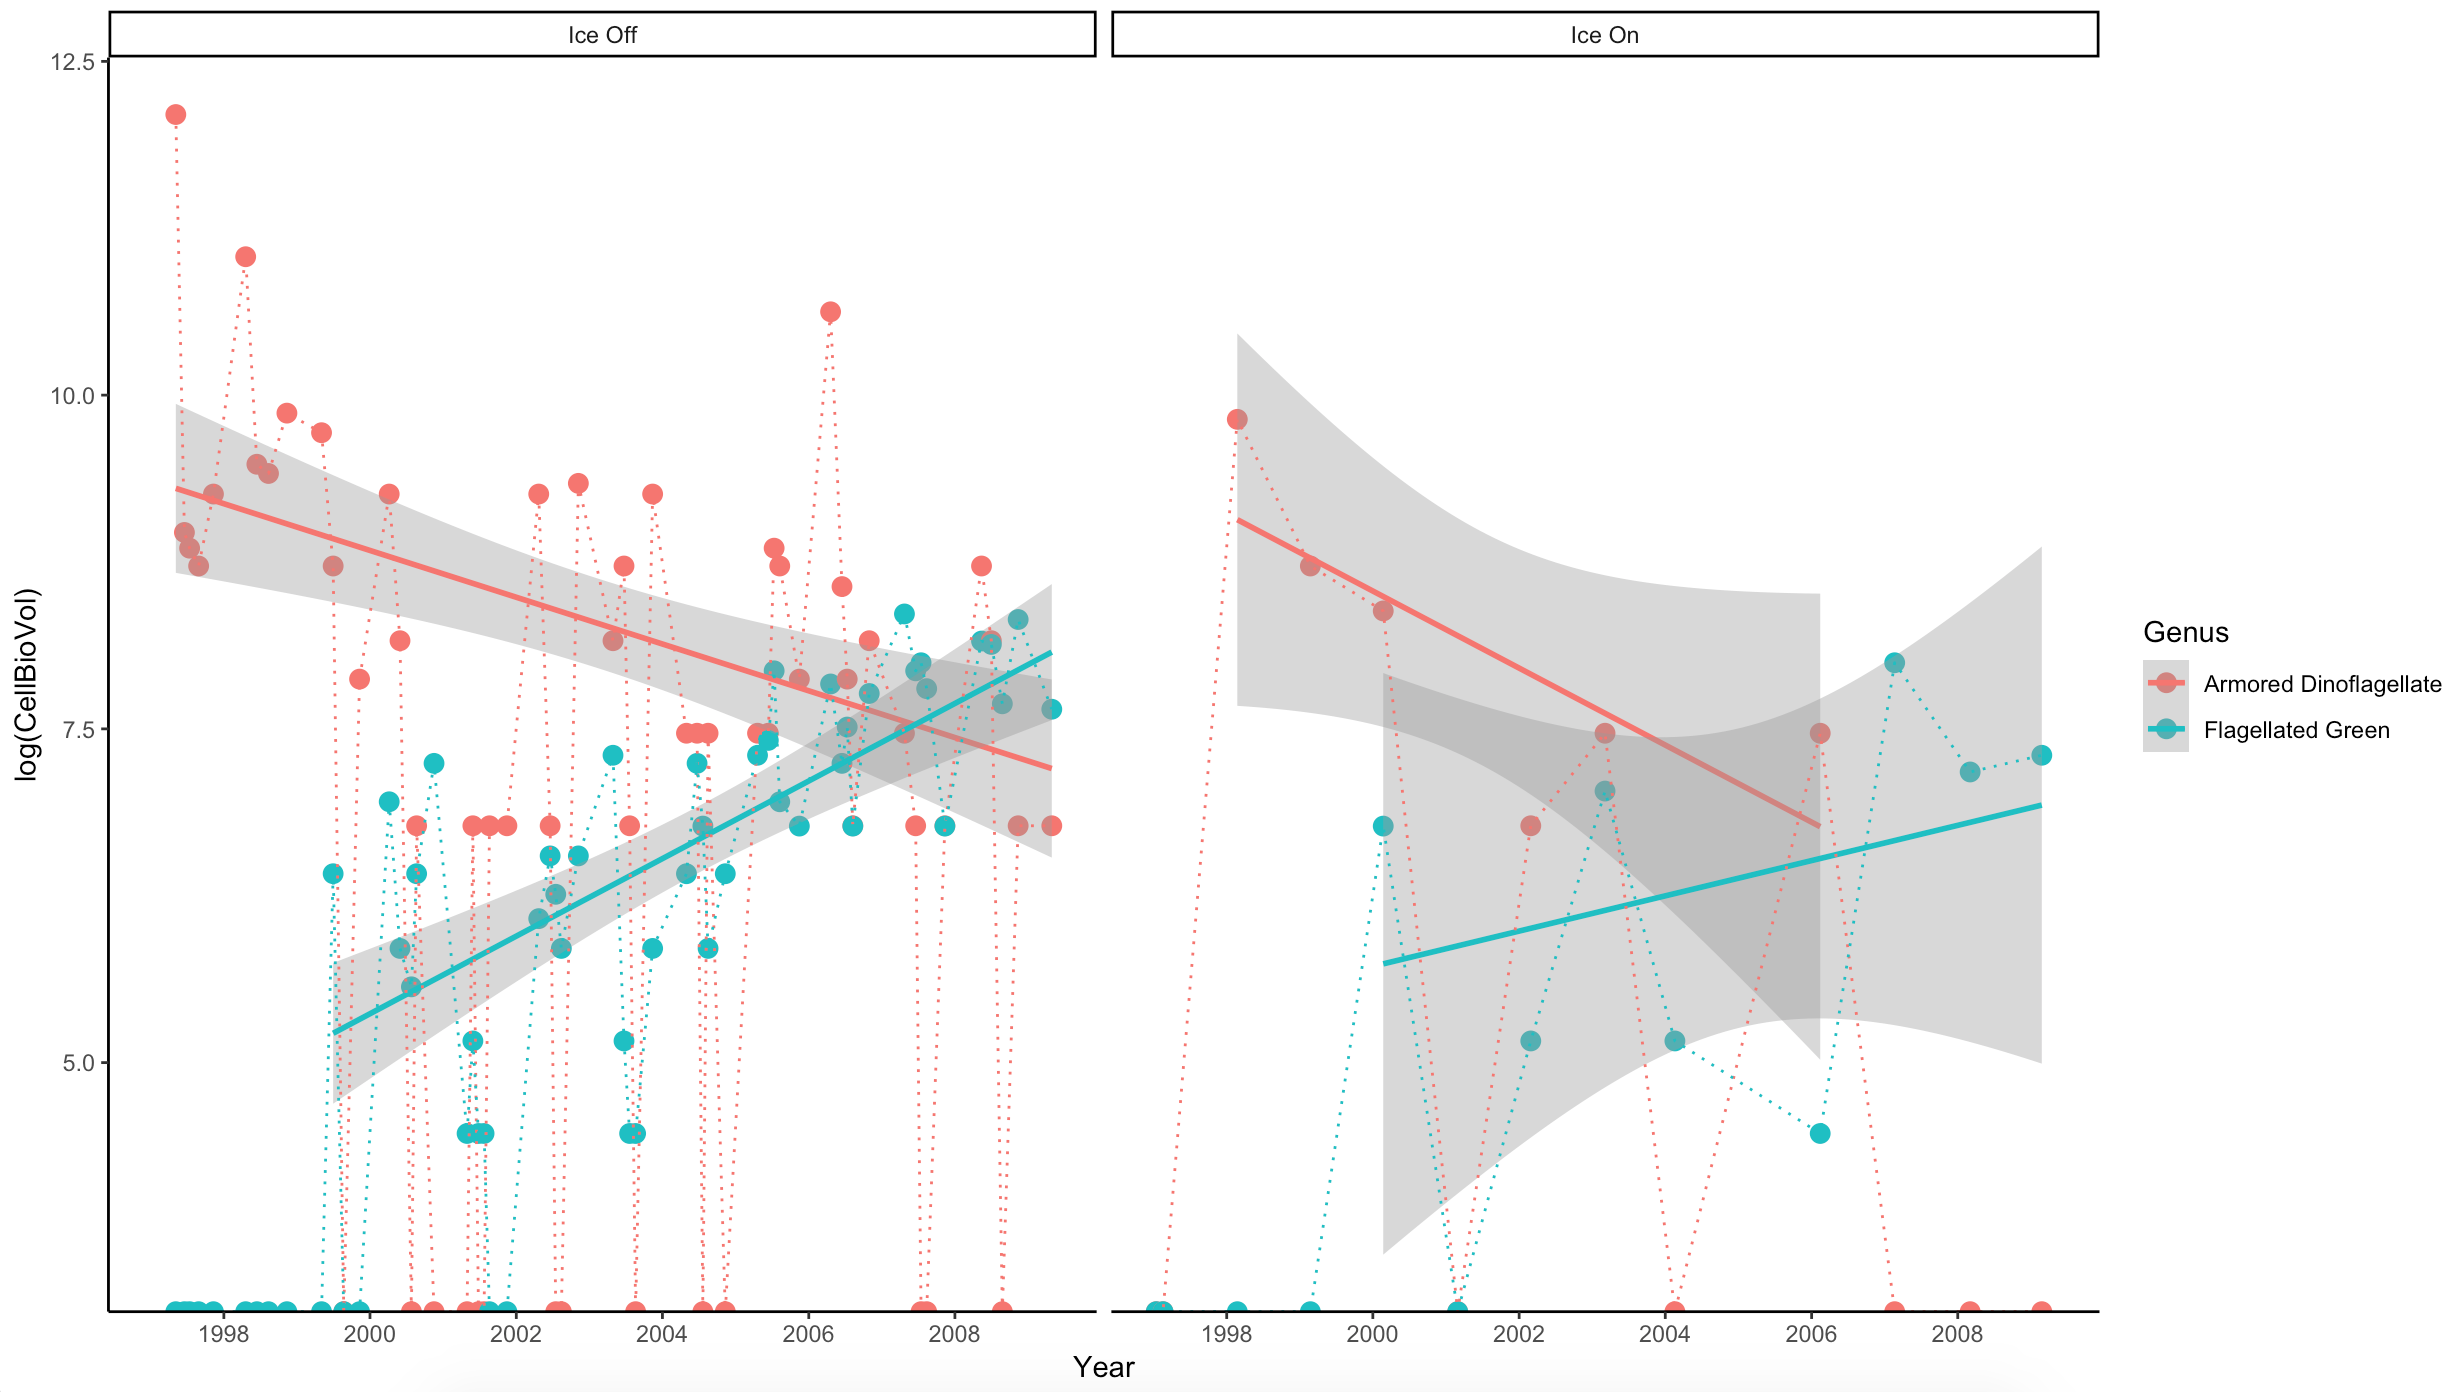 Ice Off
Ice On
12.5
10.0
7.5
5.0
log(CellBioVol)
1998 2000 2002 2004 2006 2008
1998 2000 2002 2004 2006 2008
Year
Genus
Armored Dinoflagellate
Flagellated Green